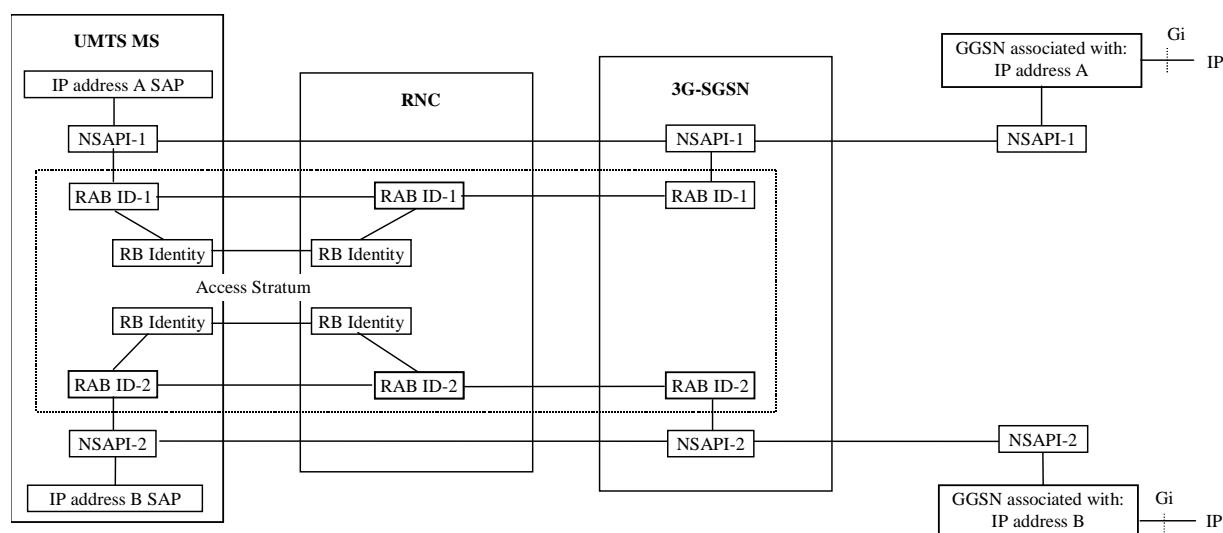 UMTS MS
IP address A SAP
NSAPI-1
RAB ID-1
RB Identity
RNC
RAB ID-1
RB Identity
3G-SGSN
NSAPI-1
RAB ID-1
GGSN associated with:
IP address A
Gi
IP
NSAPI-1
Access Stratum
RB Identity
RAB ID-2
NSAPI-2
IP address B SAP
RB Identity
RAB ID-2
RAB ID-2
NSAPI-2
NSAPI-2
GGSN associated with:
IP address B
Gi
IP